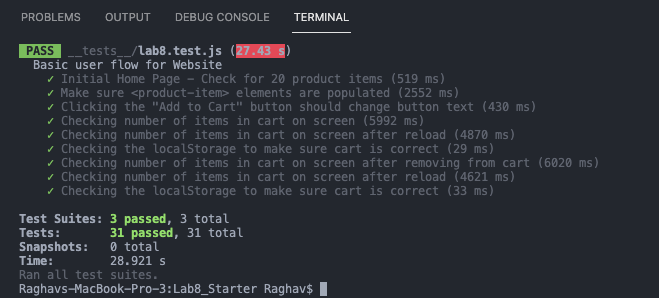 PROBLEMS OUTPUT DEBUG CONSOLE TERMINAL
PASS __tests__/lab8.test.js (27.43 s)
Basic user flow for Website
✓ Initial Home Page - Check for 20 product items (519 ms)
✓ Make sure <product-item> elements are populated (2552 ms)
✓ Clicking the "Add to Cart" button should change button text (430 ms)
✓ Checking number of items in cart on screen (5992 ms)
✓ Checking number of items in cart on screen after reload (4870 ms)
✓ Checking the localStorage to make sure cart is correct (29 ms)
✓ Checking number of items in cart on screen after removing from cart (6020 ms)
✓ Checking number of items in cart on screen after reload (4621 ms)
✓ Checking the localStorage to make sure cart is correct (33 ms)
Test Suites: 3 passed, 3 total
Tests: 31 passed, 31 total
Snapshots: 0 total
Time: 28.921 s
Ran all test suites.
Raghavs-MacBook-Pro-3:Lab8_Starter Raghav$